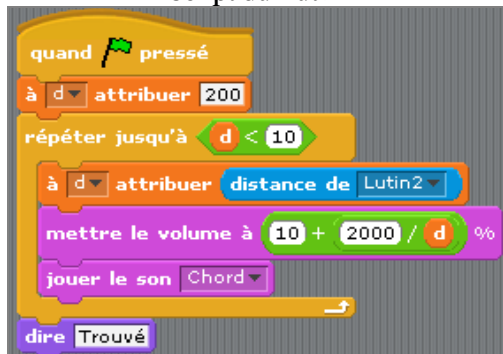 quand pressé
à d attribuer 200
répéter jusqu'à d < 10
à d attribuer distance de Lutin2
mettre le volume à 10 + 2000 / d %
jouer le son Chord
dire Trouvé